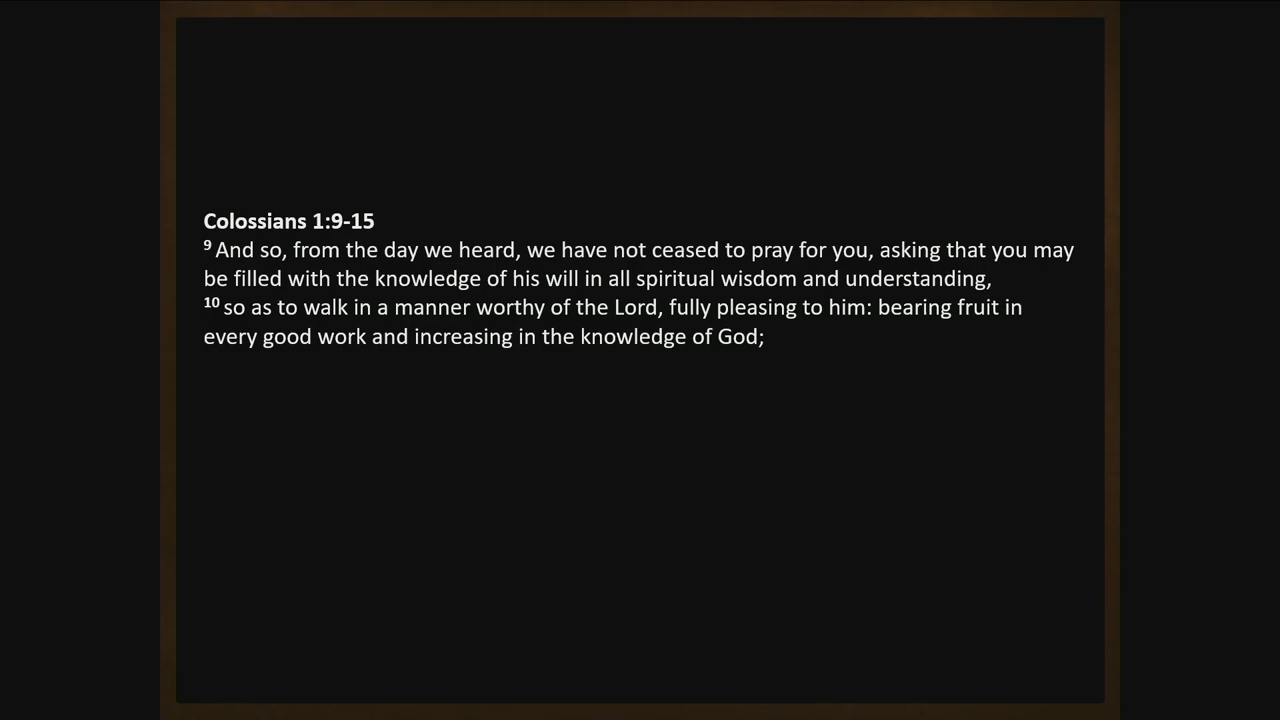 Colossians 1:9-15
9 And so, from the day we heard, we have not ceased to pray for you, asking that you may
be filled with the knowledge of his will in all spiritual wisdom and understanding,
10 so as to walk in a manner worthy of the Lord, fully pleasing to him: bearing fruit in
every good work and increasing in the knowledge of God;